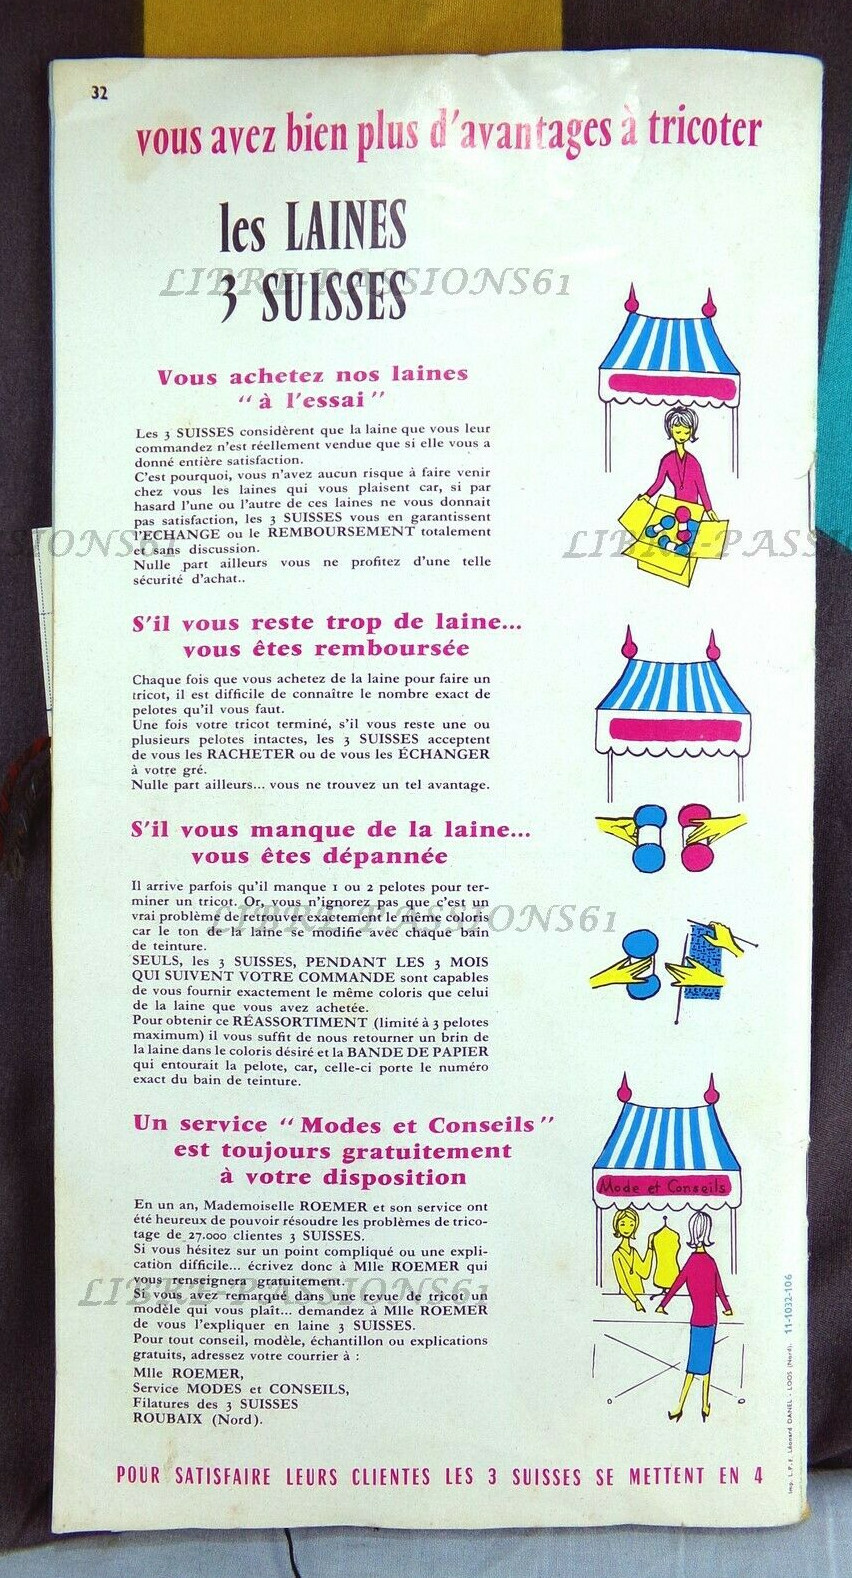 32
vous avez bien plus d'avantages à tricoter
les LAINES
3 SUISSES
LIBRE-PASSIONS61
Vous achetez nos laines
“à l'essai”
Les 3 SUISSES considèrent que la laine que vous leur
commandez n'est réellement vendue que si elle vous a
donné entière satisfaction.
C'est pourquoi, vous n'avez aucun risque à faire venir
chez vous les laines qui vous plaisent car, si par
hasard l'une ou l'autre de ces laines ne vous donnait
pas satisfaction, les 3 SUISSES vous en garantissent
l'ECHANGE ou le REMBOURSEMENT totalement
et sans discussion.
Nulle part ailleurs vous ne profitez d'une telle
sécurité d'achat..
SIONS61
LIBRE-PASSIO
S'il vous reste trop de laine...
vous êtes remboursée
Chaque fois que vous achetez de la laine pour faire un
tricot, il est difficile de connaître le nombre exact de
pelotes qu'il vous faut.
Une fois votre tricot terminé, s'il vous reste une ou
plusieurs pelotes intactes, les 3 SUISSES acceptent
de vous les RACHETER ou de vous les ÉCHANGER
à votre gré.
Nulle part ailleurs... vous ne trouvez un tel avantage.
S'il vous manque de la laine...
vous êtes dépannée
Il arrive parfois qu'il manque 1 ou 2 pelotes pour ter-
miner un tricot. Or, vous n'ignorez pas que c'est un
vrai problème de retrouver exactement le même coloris
car le ton de la laine se modifie avec chaque bain
de teinture.
LIBRE-PASSIONS61
SEULS, les 3 SUISSES, PENDANT LES 3 MOIS
QUI SUIVENT VOTRE COMMANDE sont capables
de vous fournir exactement le même coloris que celui
de la laine que vous avez achetée.
Pour obtenir ce RÉASSORTIMENT (limité à 3 pelotes
maximum) il vous suffit de nous retourner un brin de
la laine dans le coloris désiré et la BANDE DE PAPIER
qui entourait la pelote, car, celle-ci porte le numéro
exact du bain de teinture.
Un service “Modes et Conseils”
est toujours gratuitement
à votre disposition
En un an, Mademoiselle ROEMER et son service ont
été heureux de pouvoir résoudre les problèmes de trico-
tage de 27.000 clientes 3 SUISSES.
Si vous hésitez sur un point compliqué ou une expli-
cation difficile... écrivez donc à Mlle ROEMER qui
vous renseignera gratuitement.
LIBRE-PASSIONS61
Si vous avez remarqué dans une revue de tricot un
modèle qui vous plaît... demandez à Mlle ROEMER
de vous l'expliquer en laine 3 SUISSES.
Pour tout conseil, modèle, échantillon ou explications
gratuits, adressez votre courrier à :
Mlle ROEMER,
Service MODES et CONSEILS,
Filatures des 3 SUISSES
ROUBAIX (Nord).
Mode et Conseils
Imp. L.P.F. Léonard DANEL - LOOS (Nord). 11-1032-106
POUR SATISFAIRE LEURS CLIENTES LES 3 SUISSES SE METTENT EN 4